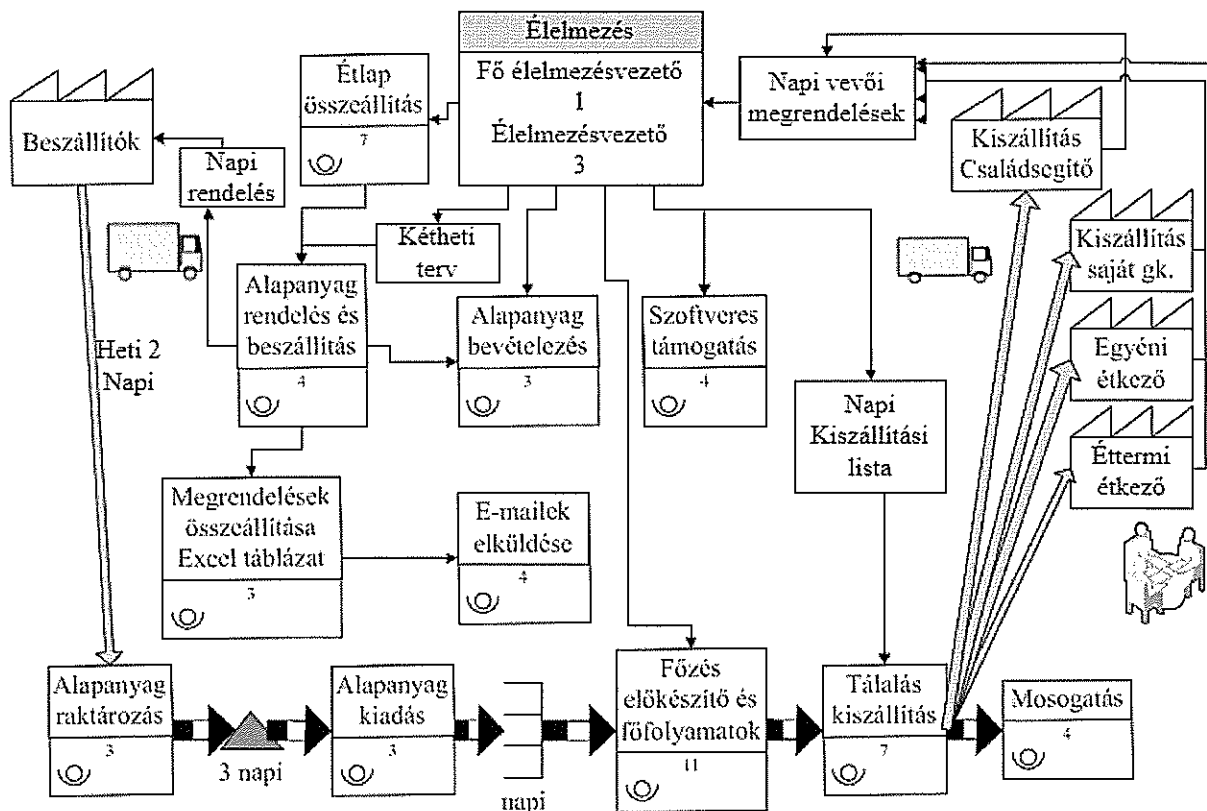 Élelmezés
Fő élelmezésvezető
1
Élelmezésvezető
3
Étlap
összeállítás
7
Napi vevői
megrendelések
Beszállítók
Napi
rendelés
Kiszállítás
Családsegítő
Kétheti
terv
Kiszállítás
saját gk.
Alapanyag
rendelés és
beszállítás
4
Alapanyag
bevételezés
3
Szoftveres
támogatás
4
Egyéni
étkező
Heti 2
Napi
Napi
Kiszállítási
lista
Éttermi
étkező
Megrendelések
összeállítása
Excel táblázat
3
E-mailek
elküldése
4
Alapanyag
raktározás
3
3 napi
Alapanyag
kiadás
3
napi
Főzés
előkészítő és
főfolyamatok
11
Tálalás
kiszállítás
7
Mosogatás
4